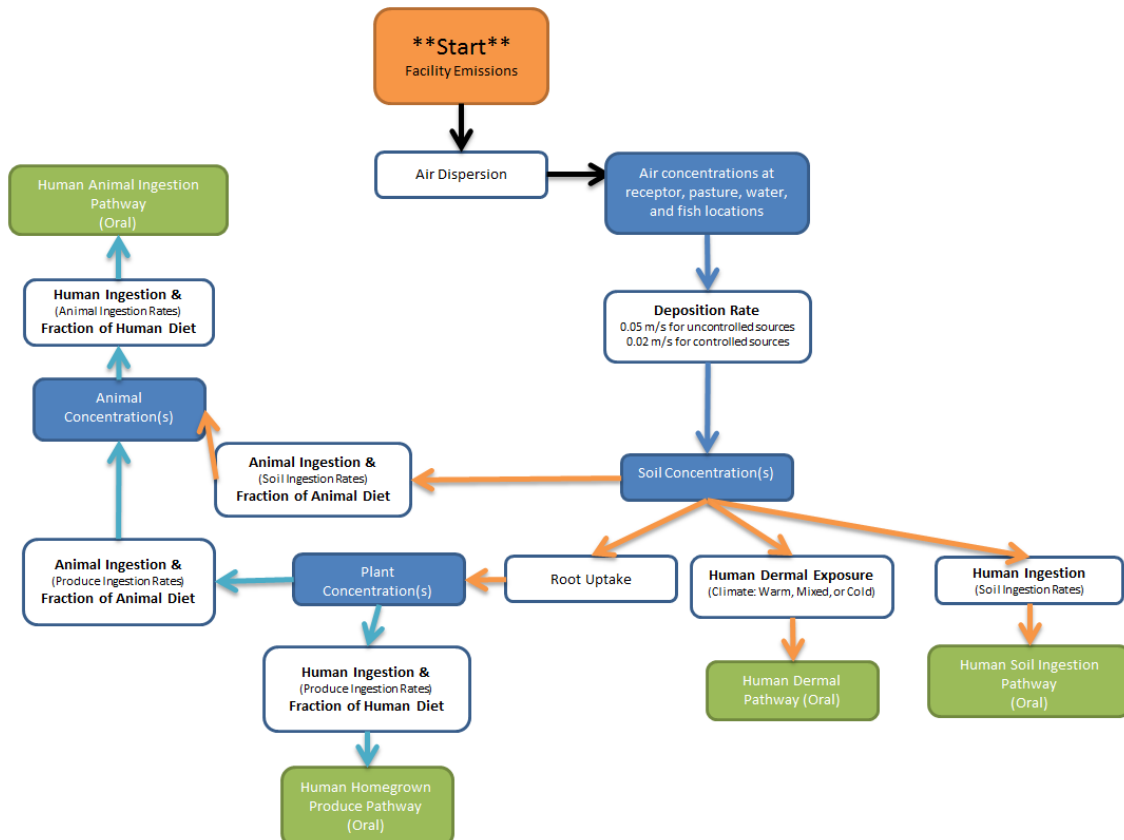 **Start**
Facility Emissions
Air Dispersion
Air concentrations at
receptor, pasture, water,
and fish locations
Human Animal Ingestion
Pathway
(Oral)
Human Ingestion &
(Animal Ingestion Rates)
Fraction of Human Diet
Deposition Rate
0.05 m/s for uncontrolled sources
0.02 m/s for controlled sources
Animal
Concentration(s)
Animal Ingestion &
(Soil Ingestion Rates)
Fraction of Animal Diet
Soil Concentration(s)
Animal Ingestion &
(Produce Ingestion Rates)
Fraction of Animal Diet
Plant
Concentration(s)
Root Uptake
Human Dermal Exposure
(Climate: Warm, Mixed, or Cold)
Human Ingestion
(Soil Ingestion Rates)
Human Ingestion &
(Produce Ingestion Rates)
Fraction of Human Diet
Human Dermal
Pathway (Oral)
Human Soil Ingestion
Pathway
(Oral)
Human Homegrown
Produce Pathway
(Oral)